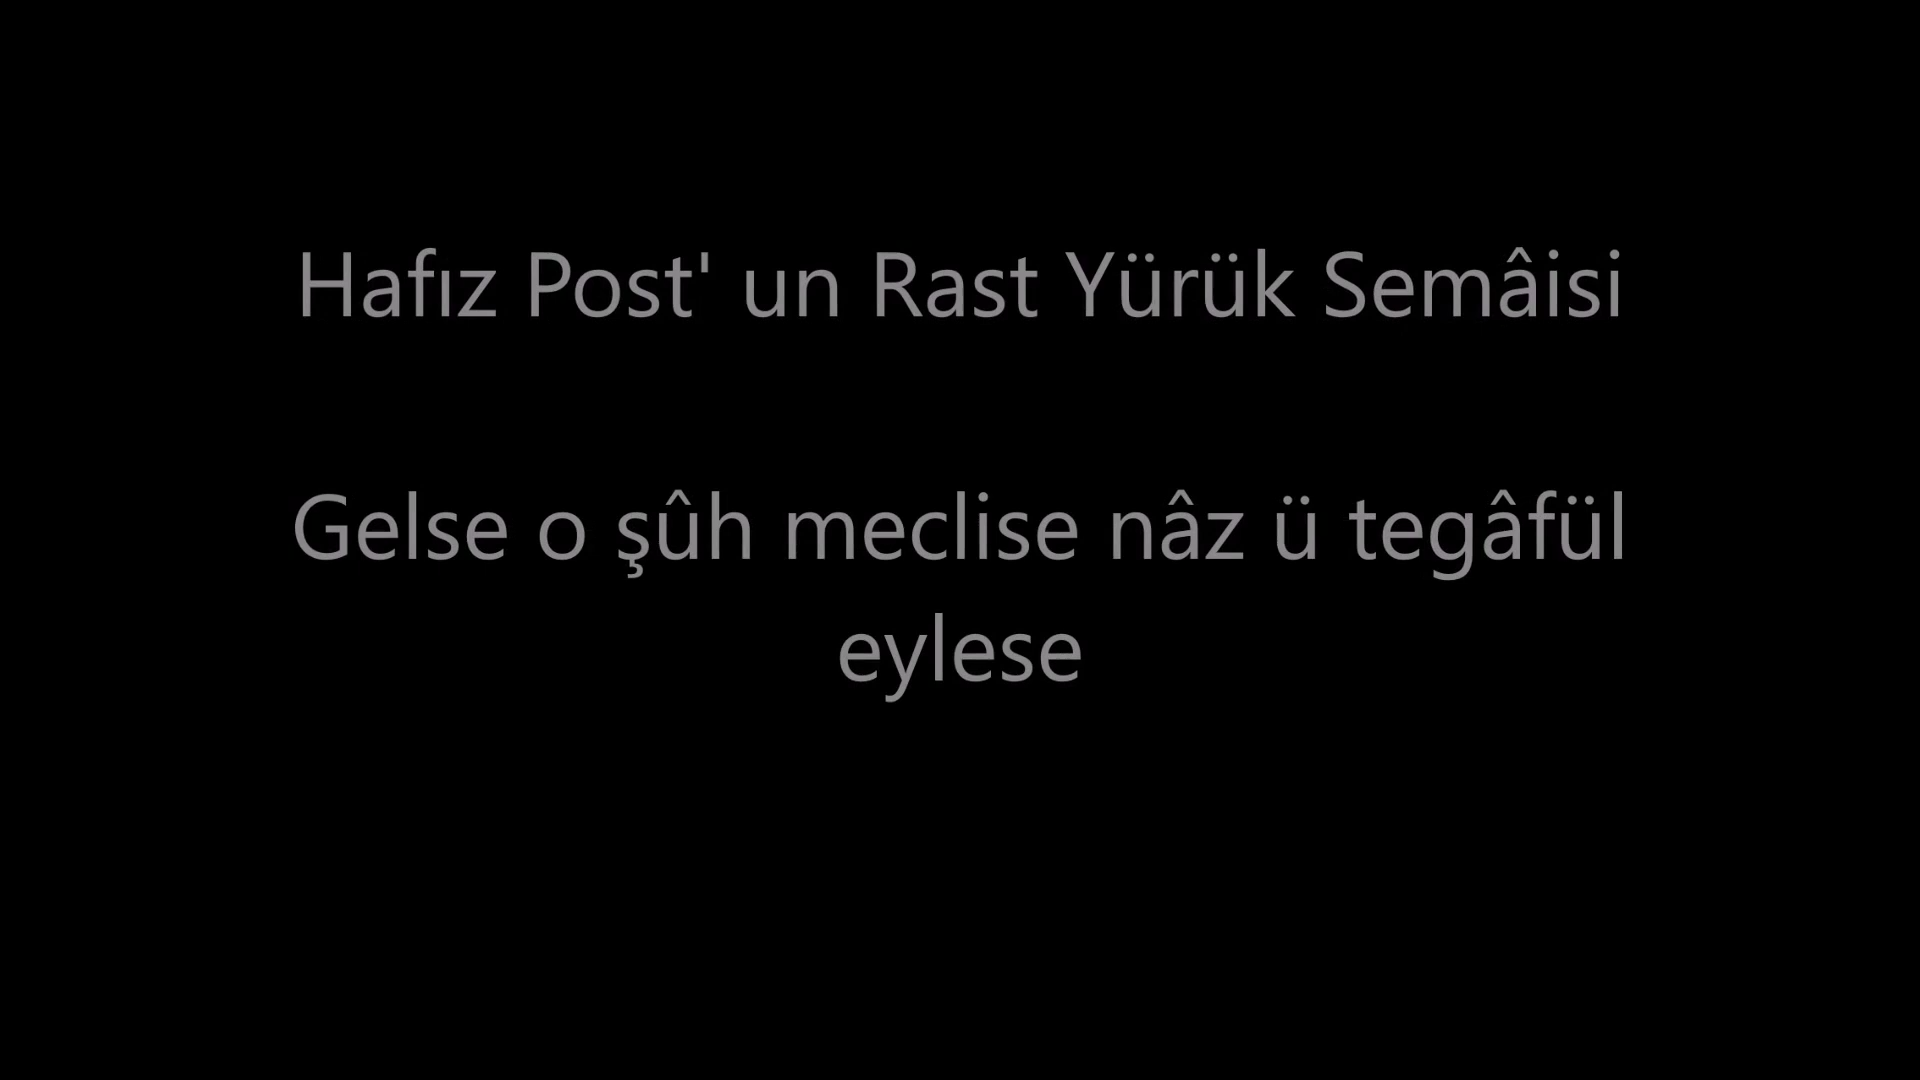 Hafız Post' un Rast Yürük Semâisi
Gelse o şûh meclise nâz ü tegâfül
eylese